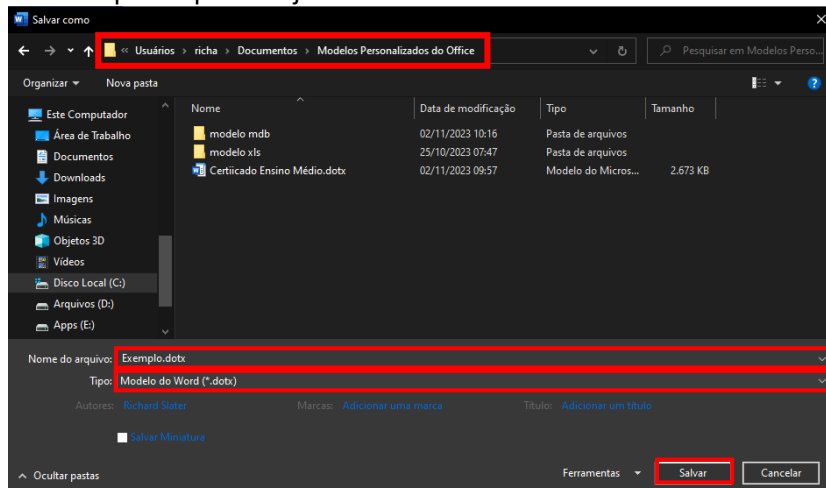 Salvar como
« Usuários › richa › Documentos › Modelos Personalizados do Office
Pesquisar em Modelos Perso...
Organizar Nova pasta
Nome Data de modificação Tipo Tamanho
Este Computador
Área de Trabalho
Documentos
Downloads
Imagens
Músicas
Objetos 3D
Vídeos
Disco Local (C:)
Arquivos (D:)
Apps (E:)
modelo mdb 02/11/2023 10:16 Pasta de arquivos
modelo xls 25/10/2023 07:47 Pasta de arquivos
Certiicado Ensino Médio.dotx 02/11/2023 09:57 Modelo do Micros... 2.673 KB
Nome do arquivo: Exemplo.dotx
Tipo: Modelo do Word (*.dotx)
Autores: Richard Slater Marcas: Adicionar uma marca Título: Adicionar um título
Salvar Miniatura
Ocultar pastas Ferramentas Salvar Cancelar